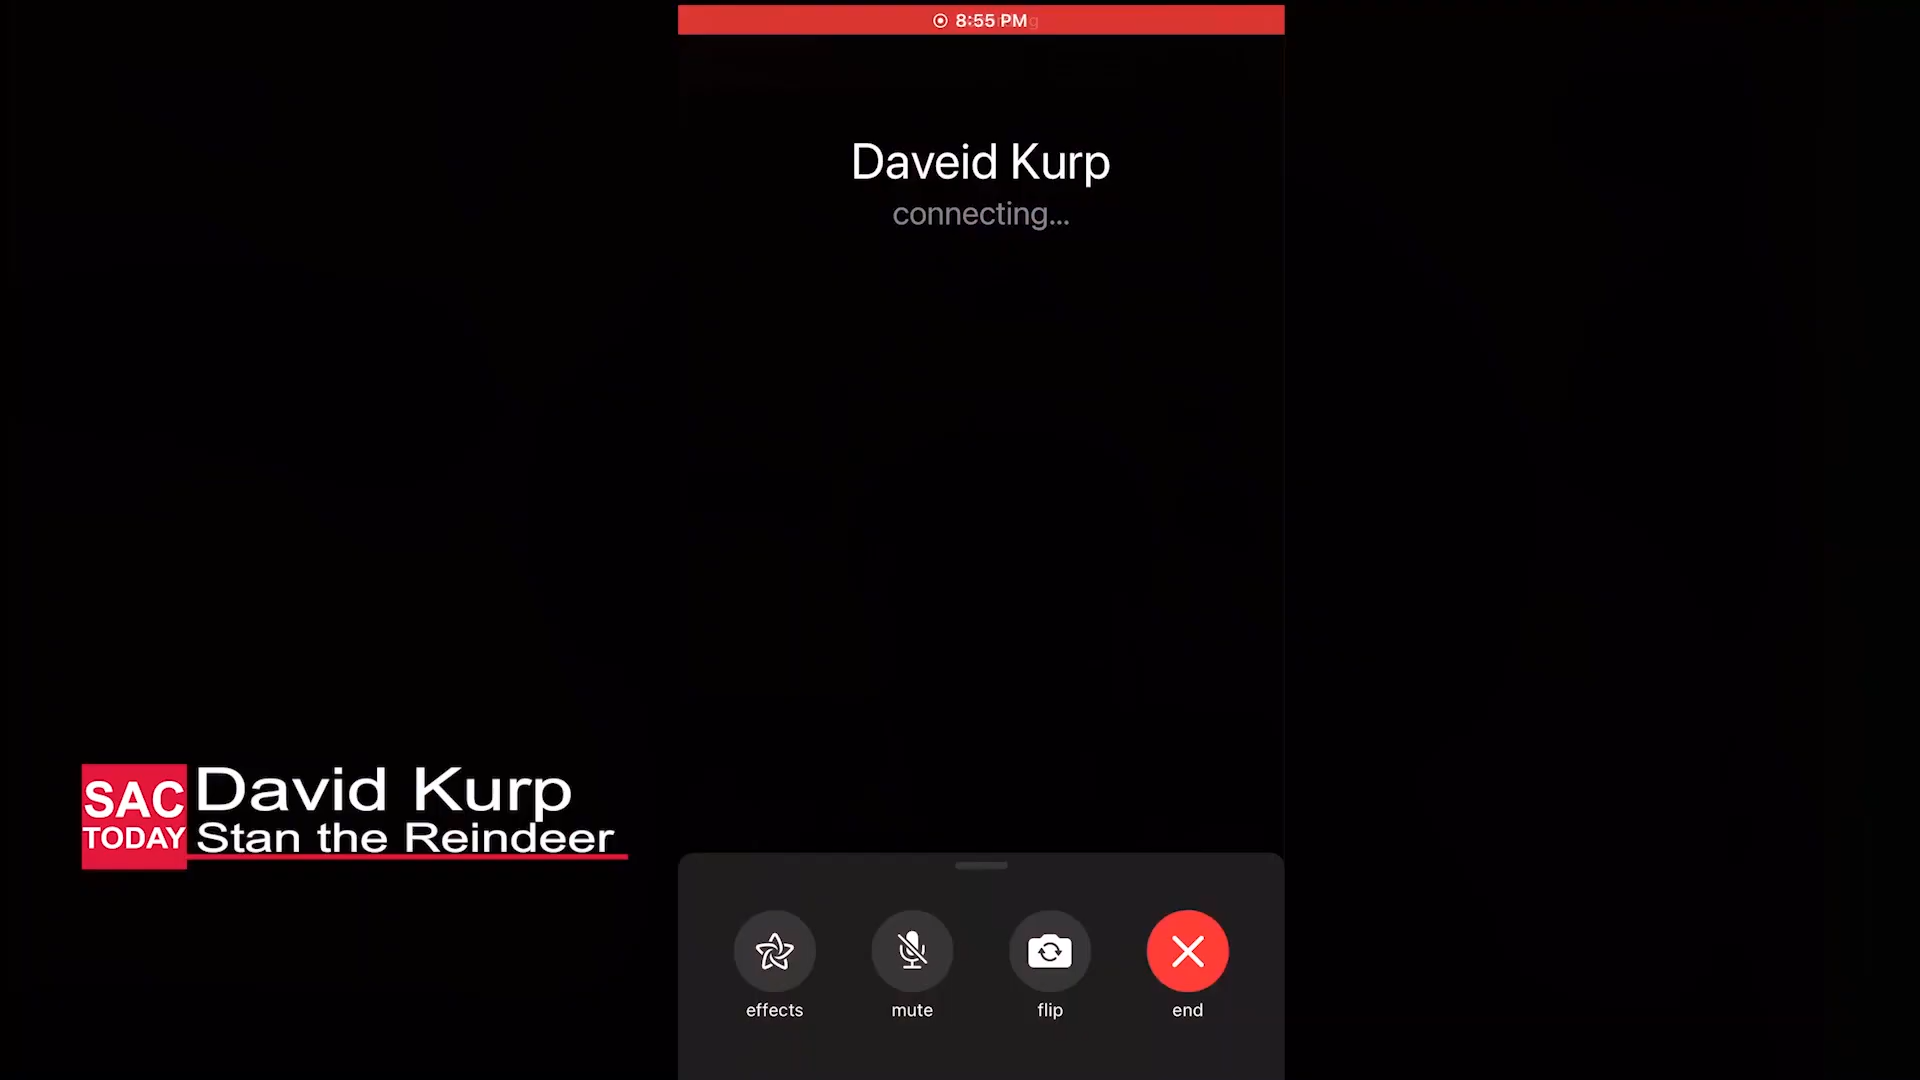 8:55 PM
Daveid Kurp
connecting...
SAC
TODAY
David Kurp
Stan the Reindeer
effects
mute
flip
end